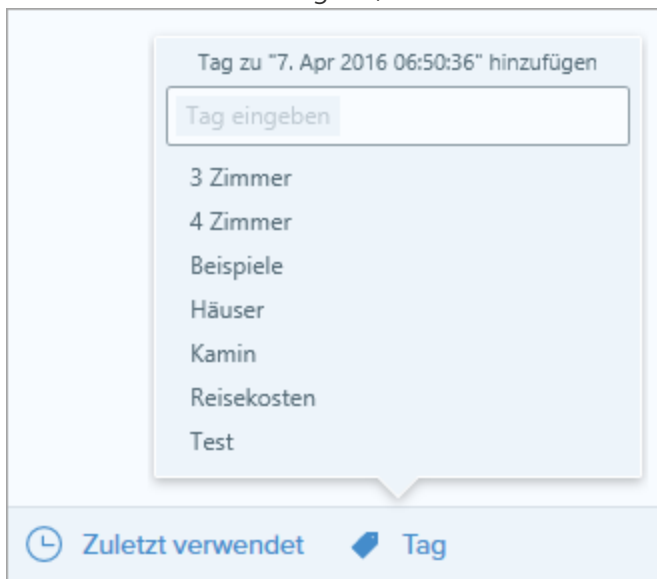 Tag zu "7. Apr 2016 06:50:36" hinzufügen
Tag eingeben
3 Zimmer
4 Zimmer
Beispiele
Häuser
Kamin
Reisekosten
Test
Zuletzt verwendet Tag